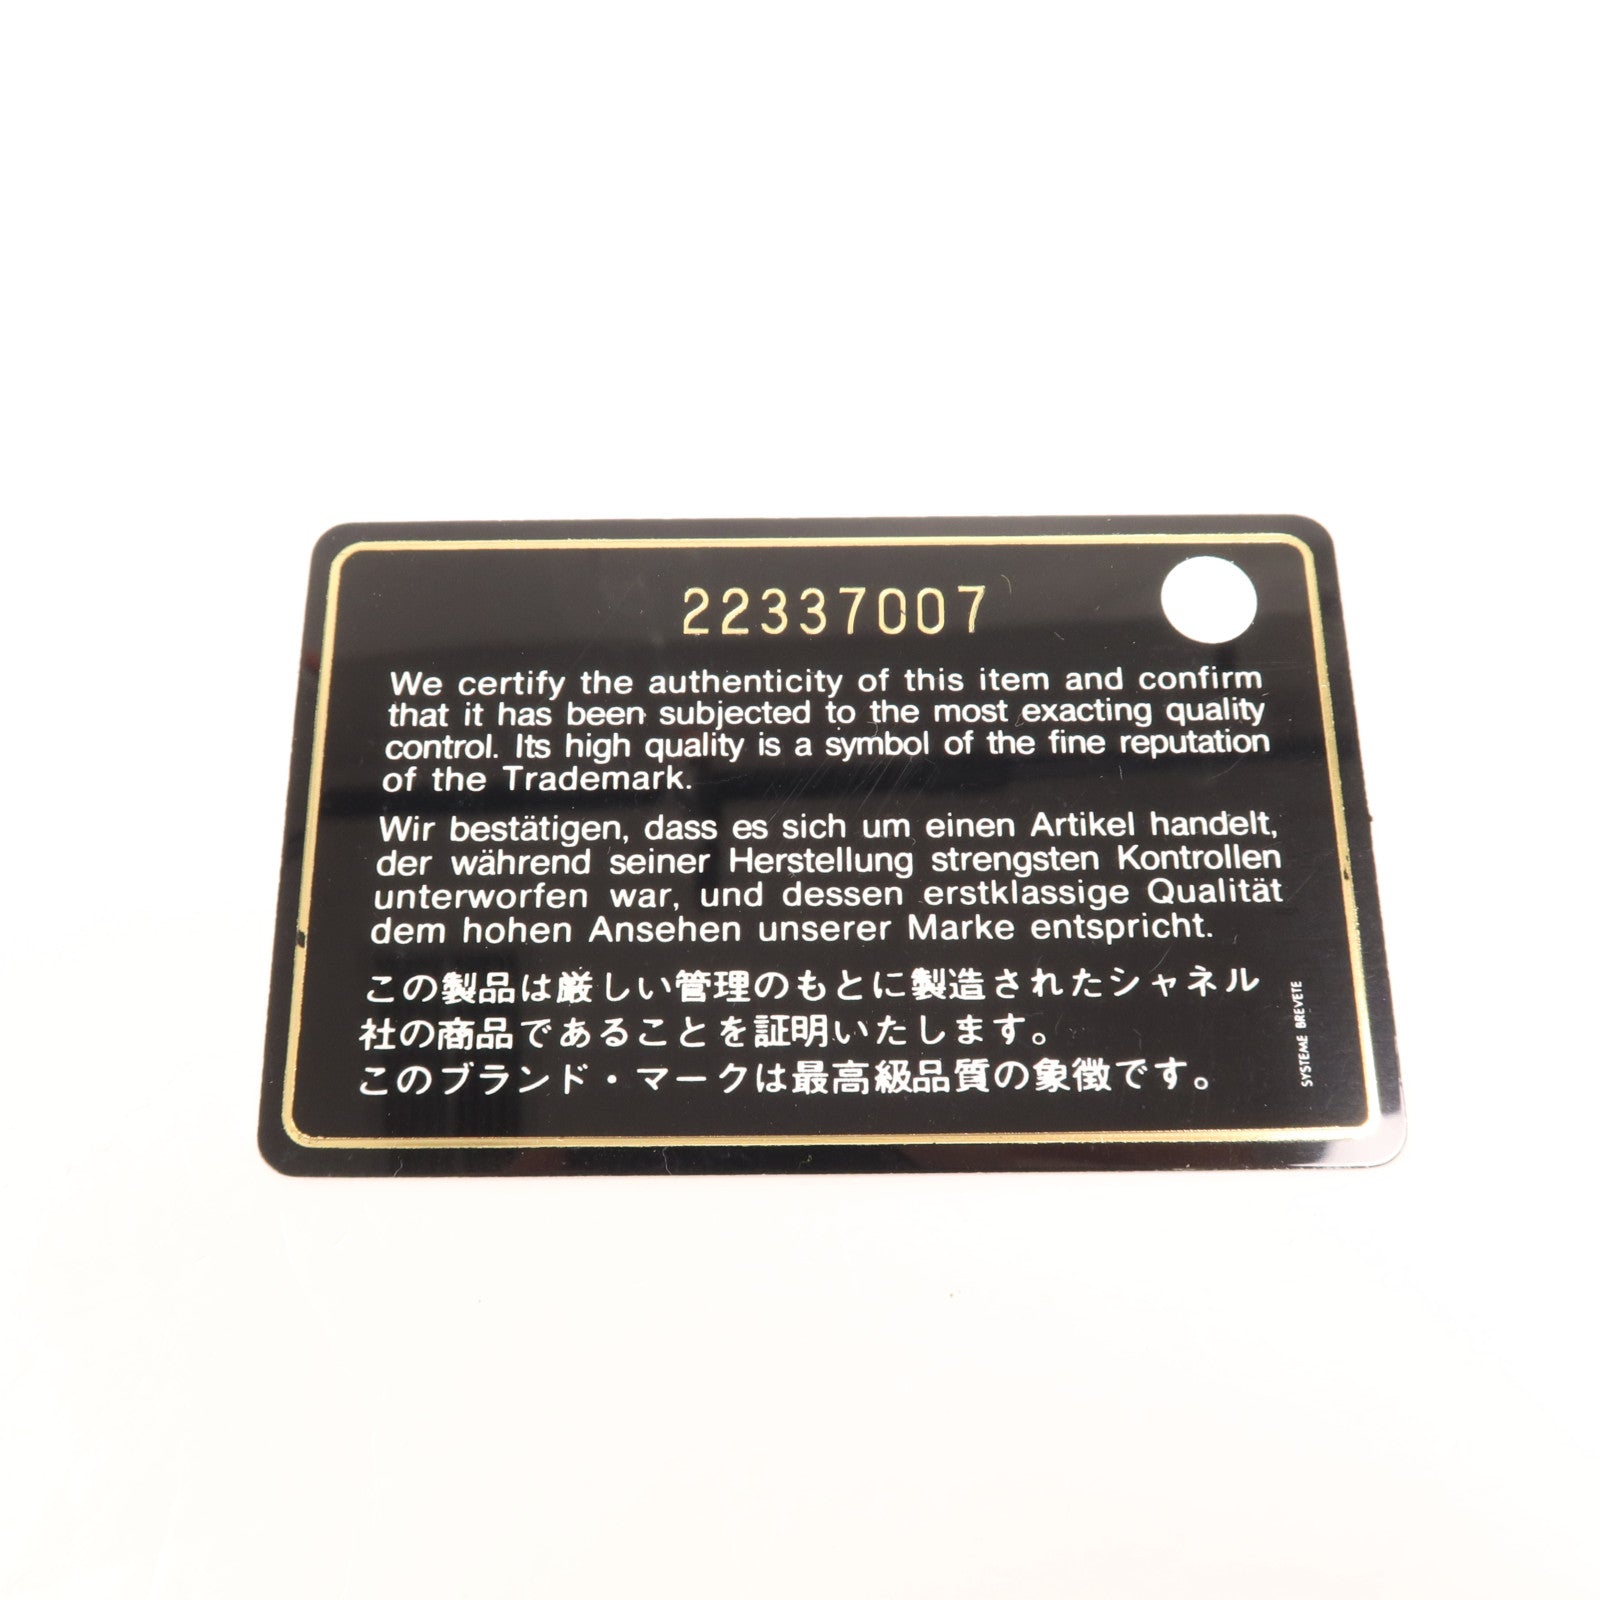 22337007
We certify the authenticity of this item and confirm
that it has been subjected to the most exacting quality
control. Its high quality is a symbol of the fine reputation
of the Trademark.
Wir bestätigen, dass es sich um einen Artikel handelt,
der während seiner Herstellung strengsten Kontrollen
unterworfen war, und dessen erstklassige Qualität
dem hohen Ansehen unserer Marke entspricht.
この製品は厳しい管理のもとに製造されたシャネル
社の商品であることを証明いたします。
このブランド・マークは最高級品質の象徴です。
SYSTEME BREVETE